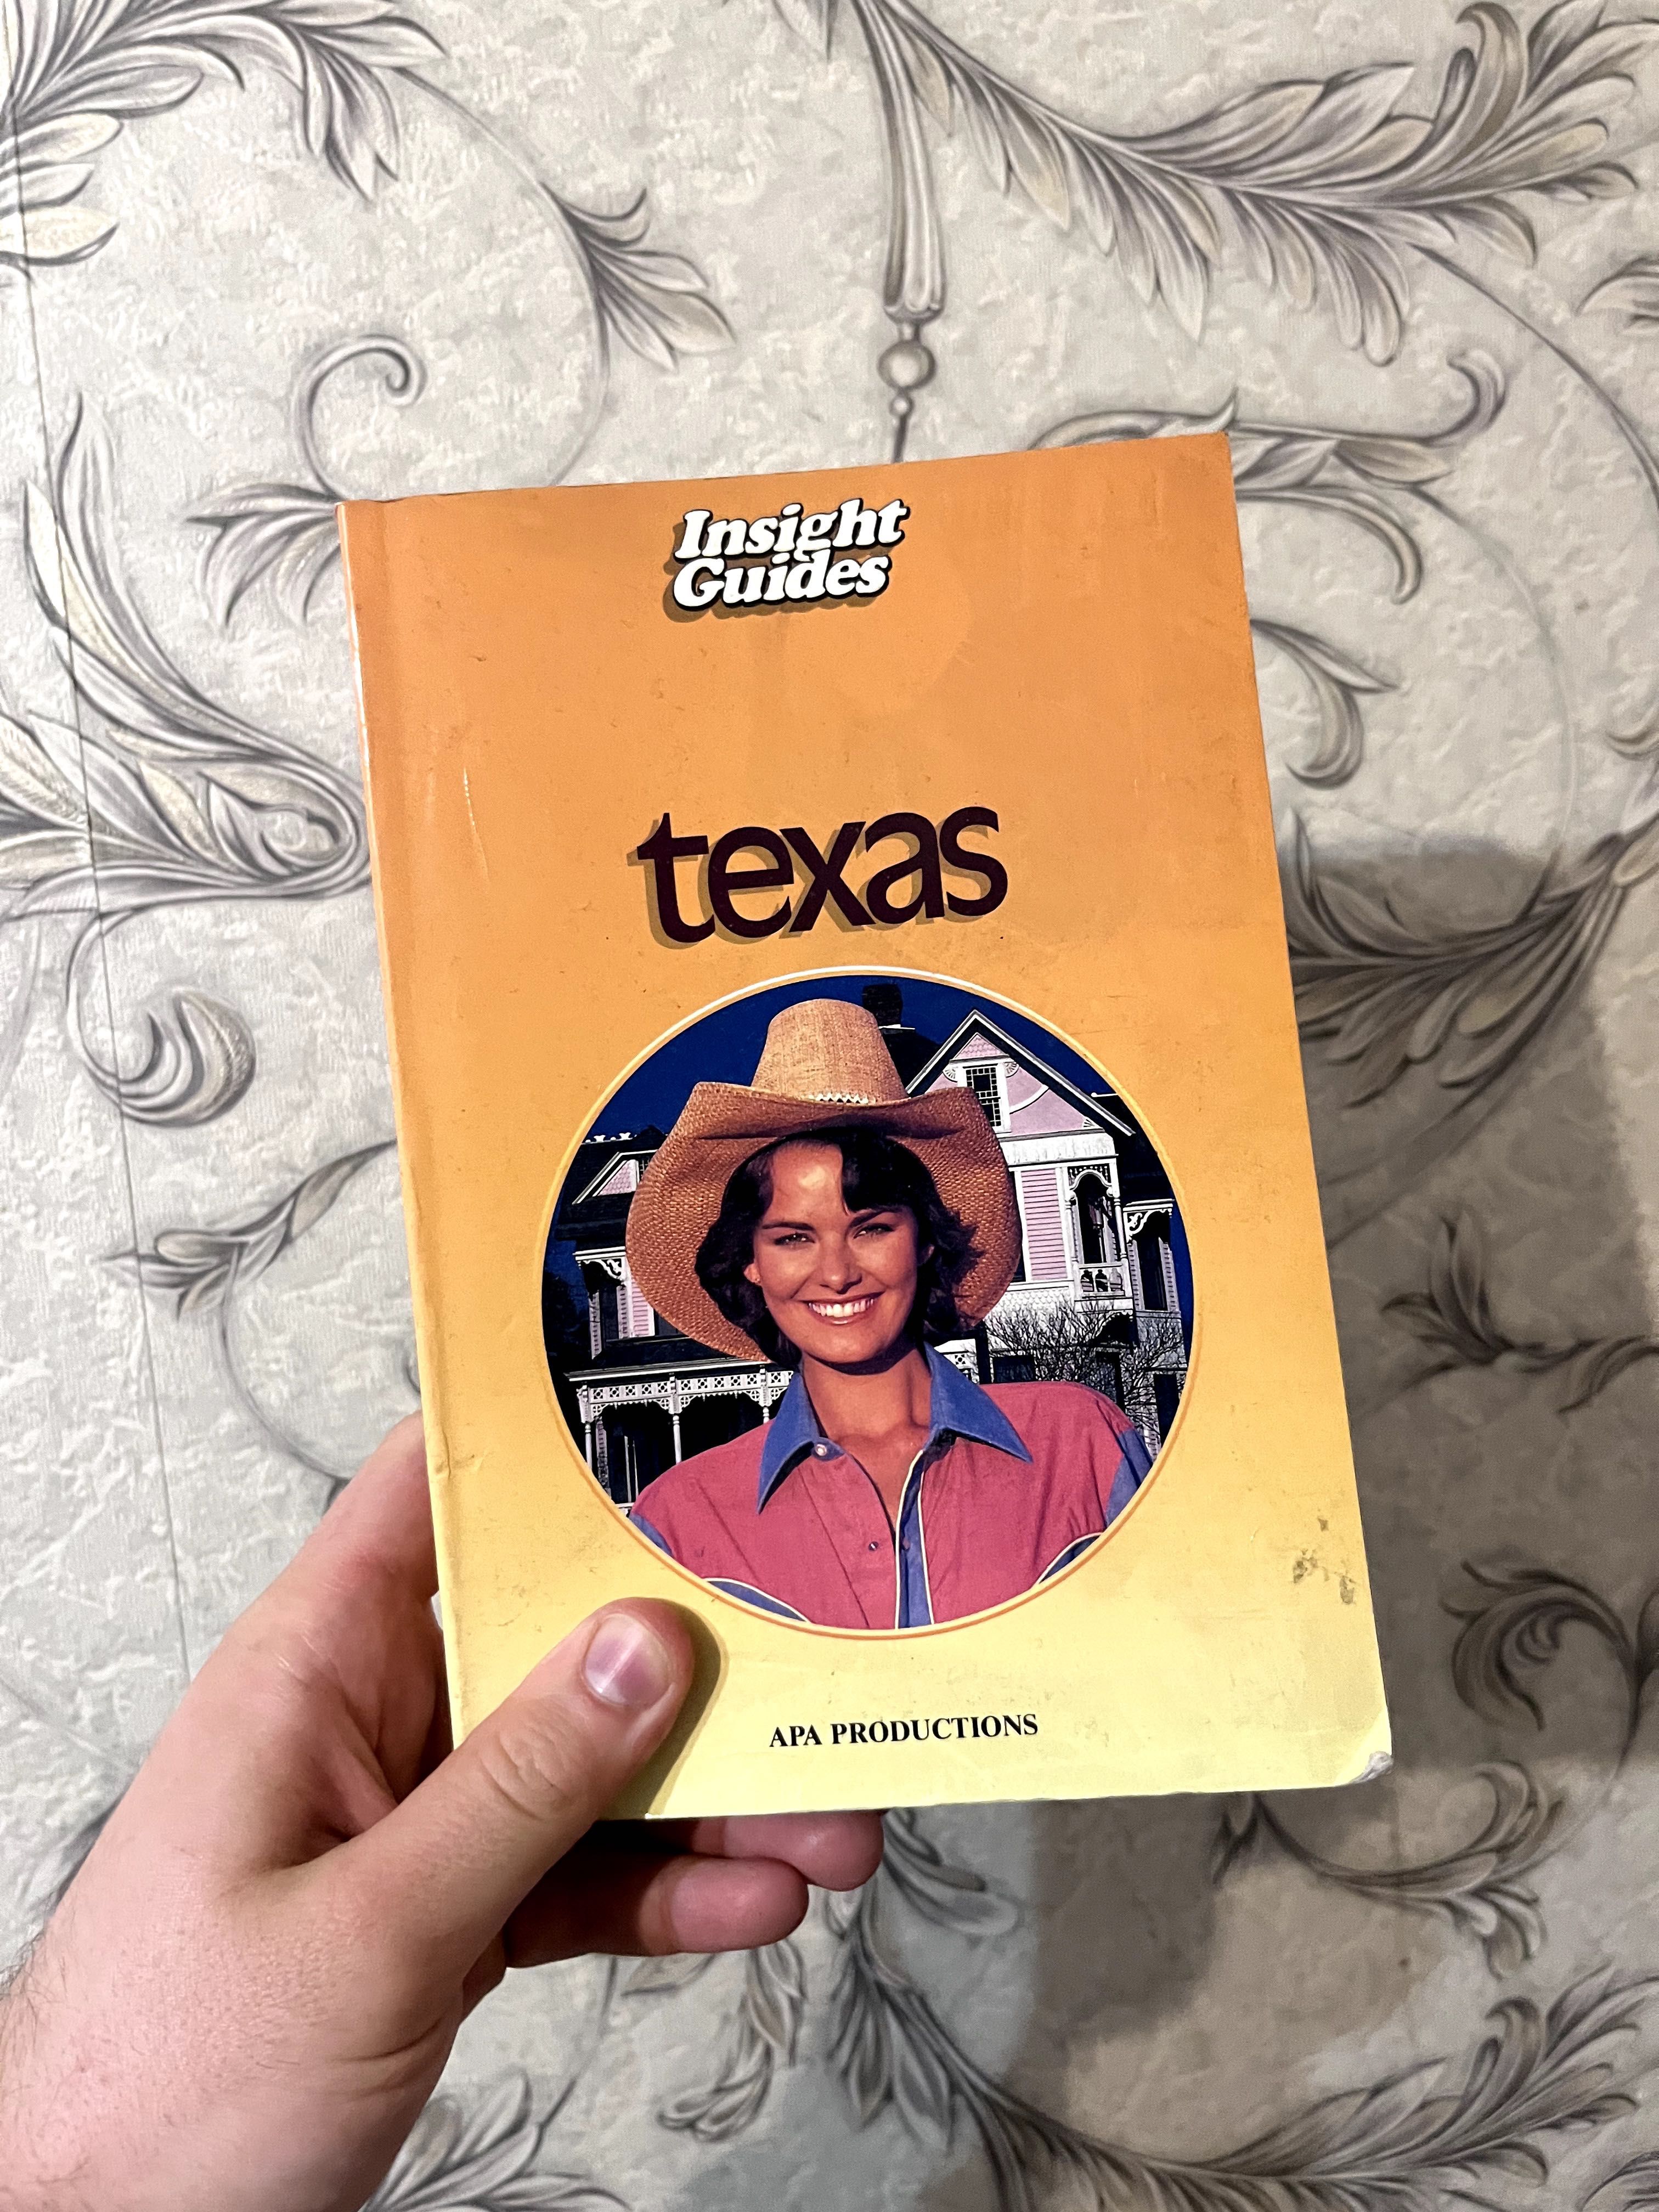 Insight
Guides
texas
APA PRODUCTIONS